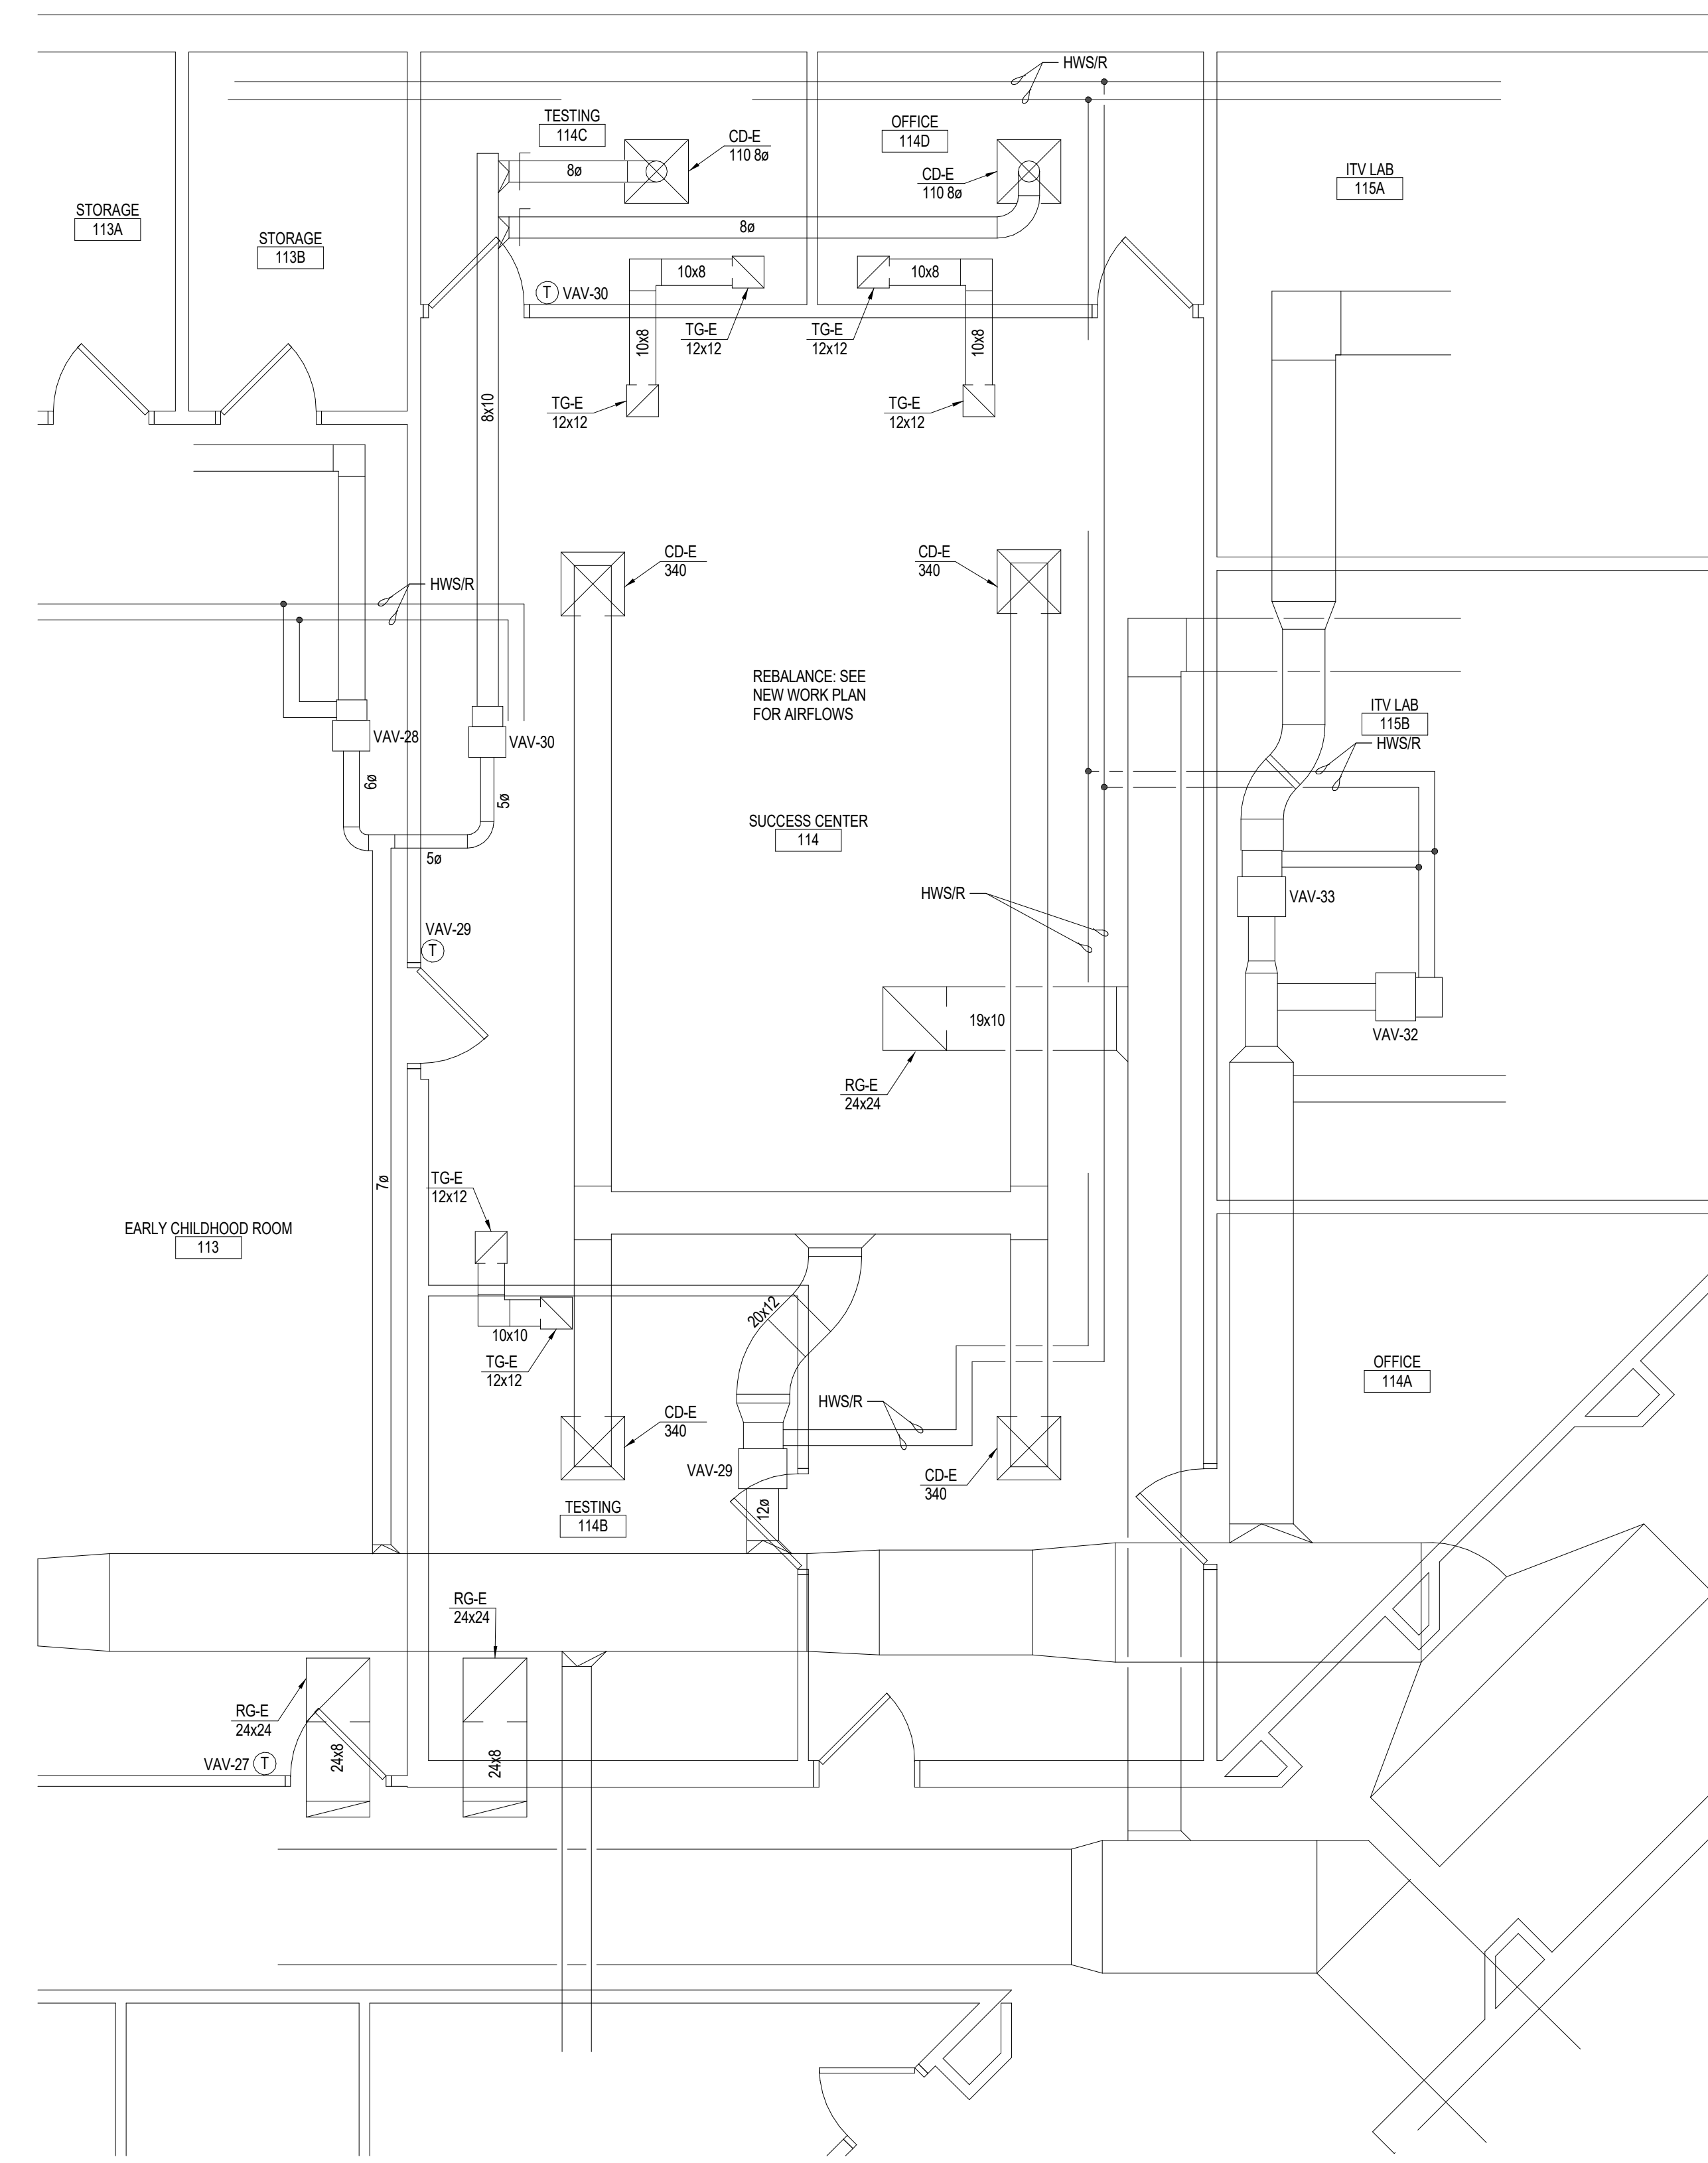 HWS/R
TESTING
114C
CD-E
110 8ø
OFFICE
114D
CD-E
110 8ø
8ø
ITV LAB
115A
STORAGE
113A
STORAGE
113B
8ø
10x8
10x8
T VAV-30
TG-E
12x12
TG-E
12x12
10x8
10x8
8x10
TG-E
12x12
TG-E
12x12
CD-E
340
CD-E
340
HWS/R
REBALANCE: SEE
NEW WORK PLAN
FOR AIRFLOWS
ITV LAB
115B
HWS/R
VAV-28
VAV-30
6ø
5ø
SUCCESS CENTER
114
5ø
HWS/R
VAV-33
VAV-29
T
19x10
VAV-32
RG-E
24x24
7ø
TG-E
12x12
EARLY CHILDHOOD ROOM
113
20x12
10x10
TG-E
12x12
OFFICE
114A
HWS/R
CD-E
340
VAV-29
CD-E
340
12ø
TESTING
114B
RG-E
24x24
RG-E
24x24
24x8
24x8
VAV-27 T